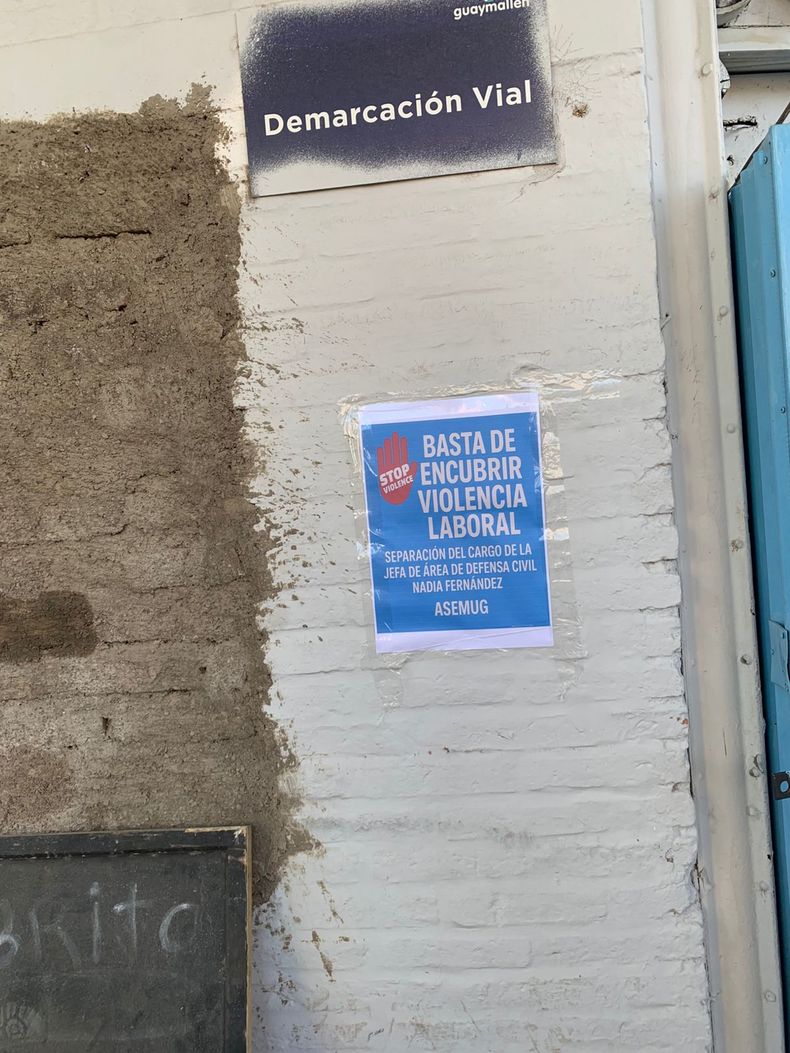 guaymallén
Demarcación Vial
STOP
VIOLENCE
BASTA DE
ENCUBRIR
VIOLENCIA
LABORAL
SEPARACIÓN DEL CARGO DE LA
JEFA DE ÁREA DE DEFENSA CIVIL
NADIA FERNÁNDEZ
ASEMUG